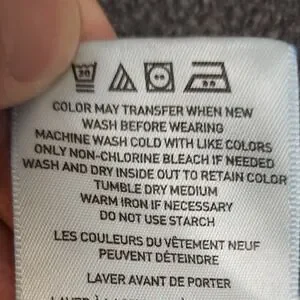 30
COLOR MAY TRANSFER WHEN NEW
WASH BEFORE WEARING
MACHINE WASH COLD WITH LIKE COLORS
ONLY NON-CHLORINE BLEACH IF NEEDED
WASH AND DRY INSIDE OUT TO RETAIN COLOR
TUMBLE DRY MEDIUM
WARM IRON IF NECESSARY
DO NOT USE STARCH
LES COULEURS DU VÊTEMENT NEUF
PEUVENT DÉTEINDRE
LAVER AVANT DE PORTER
LAVER À